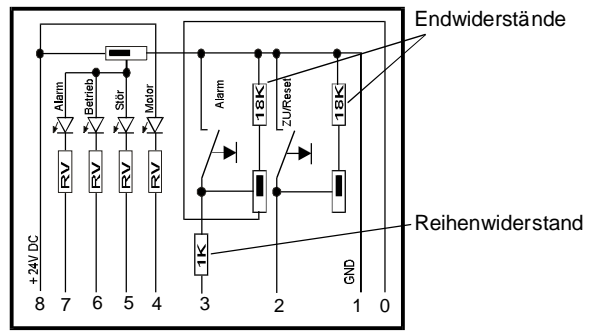 Endwiderstände
Alarm
Betrieb
Stör
Motor
Alarm
ZU/Reset
18K
18K
RV
RV
RV
RV
Reihenwiderstand
1K
+ 24V DC
GND
8 7 6 5 4 3 2 1 0